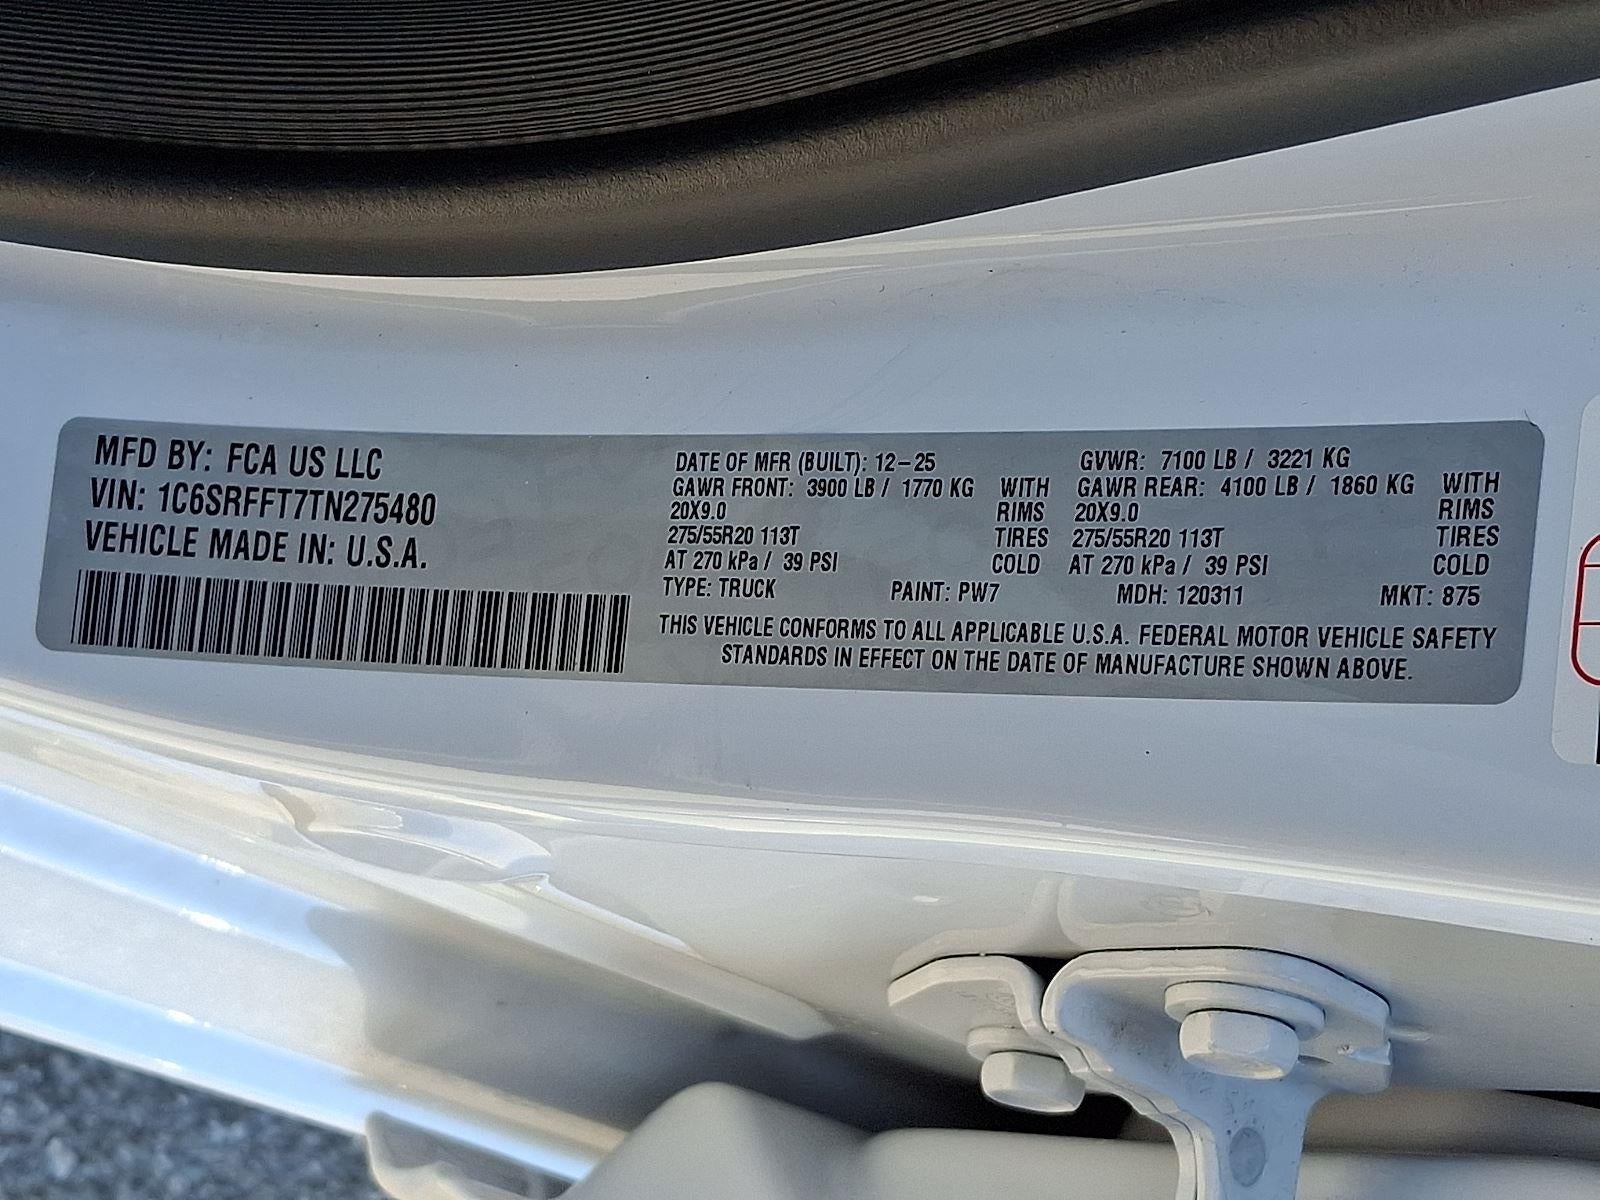 MFD BY: FCA US LLC
VIN: 1C6SRFFT7TN275480
VEHICLE MADE IN: U.S.A.
DATE OF MFR (BUILT): 12-25 GVWR: 7100 LB / 3221 KG
GAWR FRONT: 3900 LB / 1770 KG WITH GAWR REAR: 4100 LB / 1860 KG WITH
20X9.0 RIMS 20X9.0 RIMS
275/55R20 113T TIRES 275/55R20 113T TIRES
AT 270 kPa / 39 PSI COLD AT 270 kPa / 39 PSI COLD
TYPE: TRUCK PAINT: PW7 MDH: 120311 MKT: 875
THIS VEHICLE CONFORMS TO ALL APPLICABLE U.S.A. FEDERAL MOTOR VEHICLE SAFETY
STANDARDS IN EFFECT ON THE DATE OF MANUFACTURE SHOWN ABOVE.